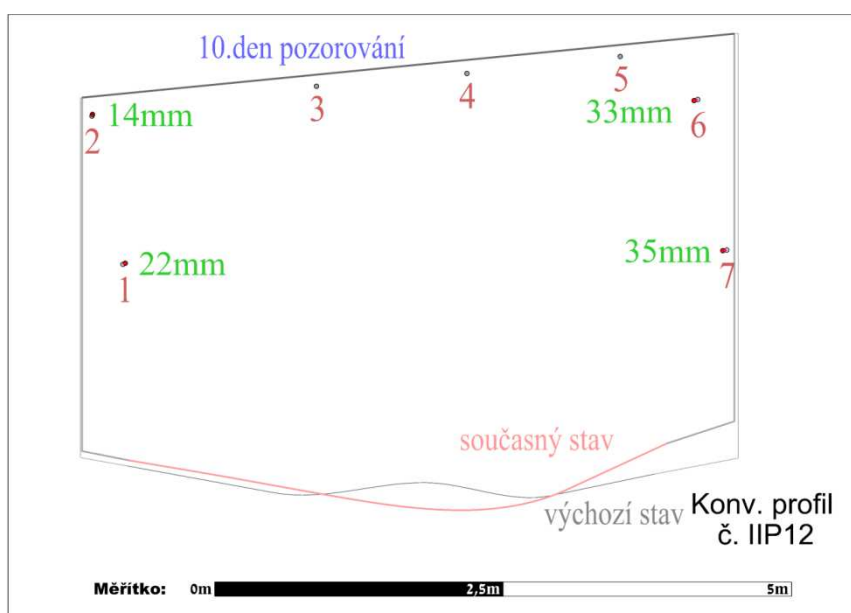 10.den pozorování
2
14mm
3
4
5
33mm
6
1
22mm
35mm
7
současný stav
výchozí stav
Konv. profil
č. IIP12
Měřítko: 0m 2,5m 5m